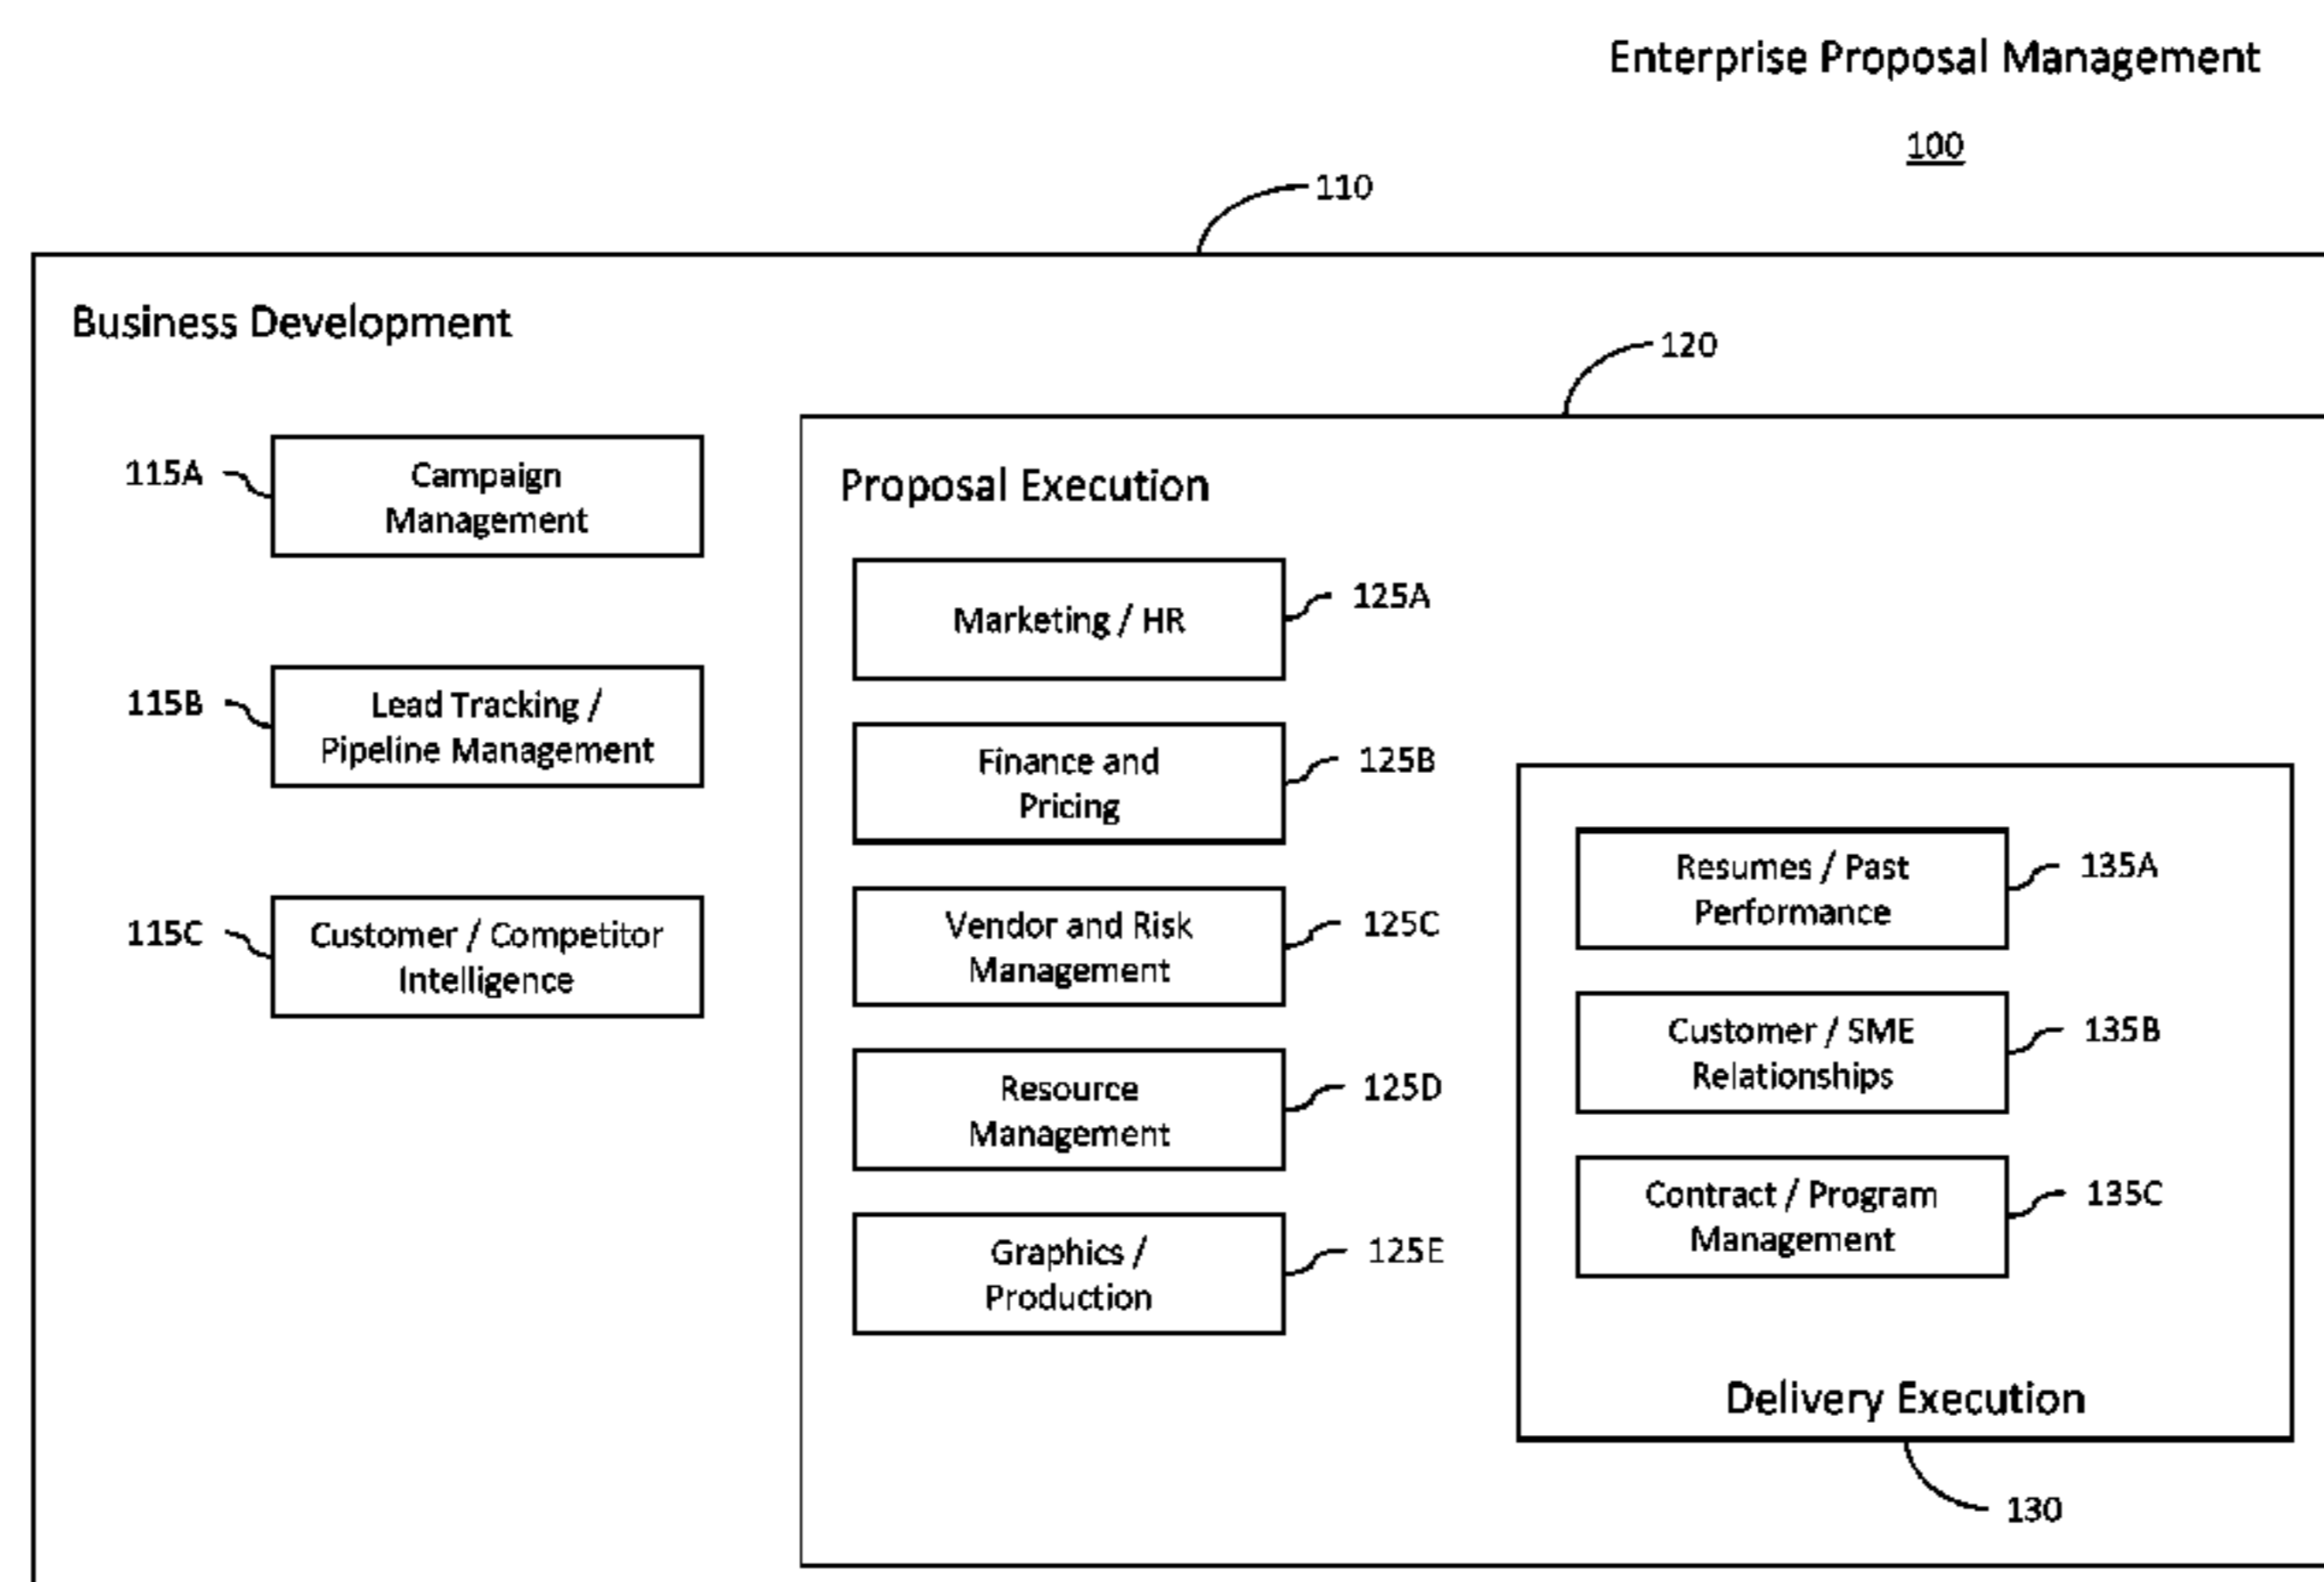 Enterprise Proposal Management
100
110
Business Development
120
115A
Campaign
Management
115B
Lead Tracking /
Pipeline Management
115C
Customer / Competitor
Intelligence
Proposal Execution
Marketing / HR
125A
Finance and
Pricing
125B
Vendor and Risk
Management
125C
Resource
Management
125D
Graphics /
Production
125E
Resumes / Past
Performance
135A
Customer / SME
Relationships
135B
Contract / Program
Management
135C
Delivery Execution
130